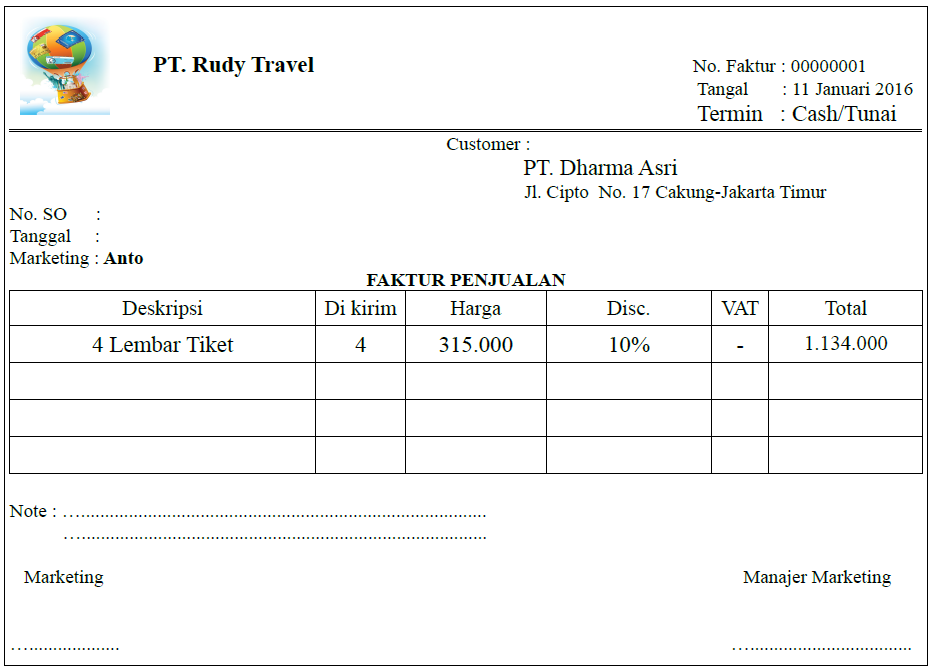 PT. Rudy Travel
No. Faktur : 00000001
Tangal : 11 Januari 2016
Termin : Cash/Tunai
Customer :
PT. Dharma Asri
Jl. Cipto No. 17 Cakung-Jakarta Timur
No. SO :
Tanggal :
Marketing : Anto
FAKTUR PENJUALAN
Deskripsi Di kirim Harga Disc. VAT Total
4 Lembar Tiket 4 315.000 10% - 1.134.000
Note : ….....................................................................................
….....................................................................................
Marketing Manajer Marketing
…................... ….................................